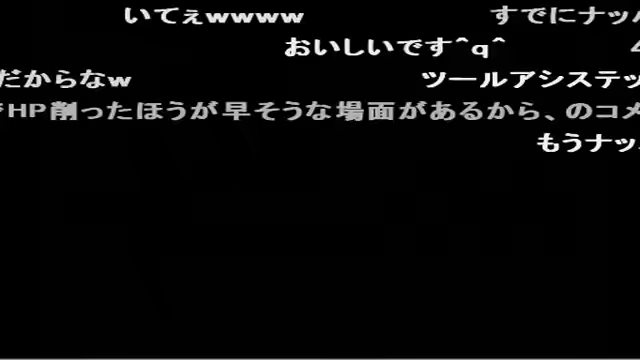 いてぇwwww すでにナッ
おいしいです^q^
だからなw ツールアシステッ
HP削ったほうが早そうな場面があるから、のコメ
もうナッ